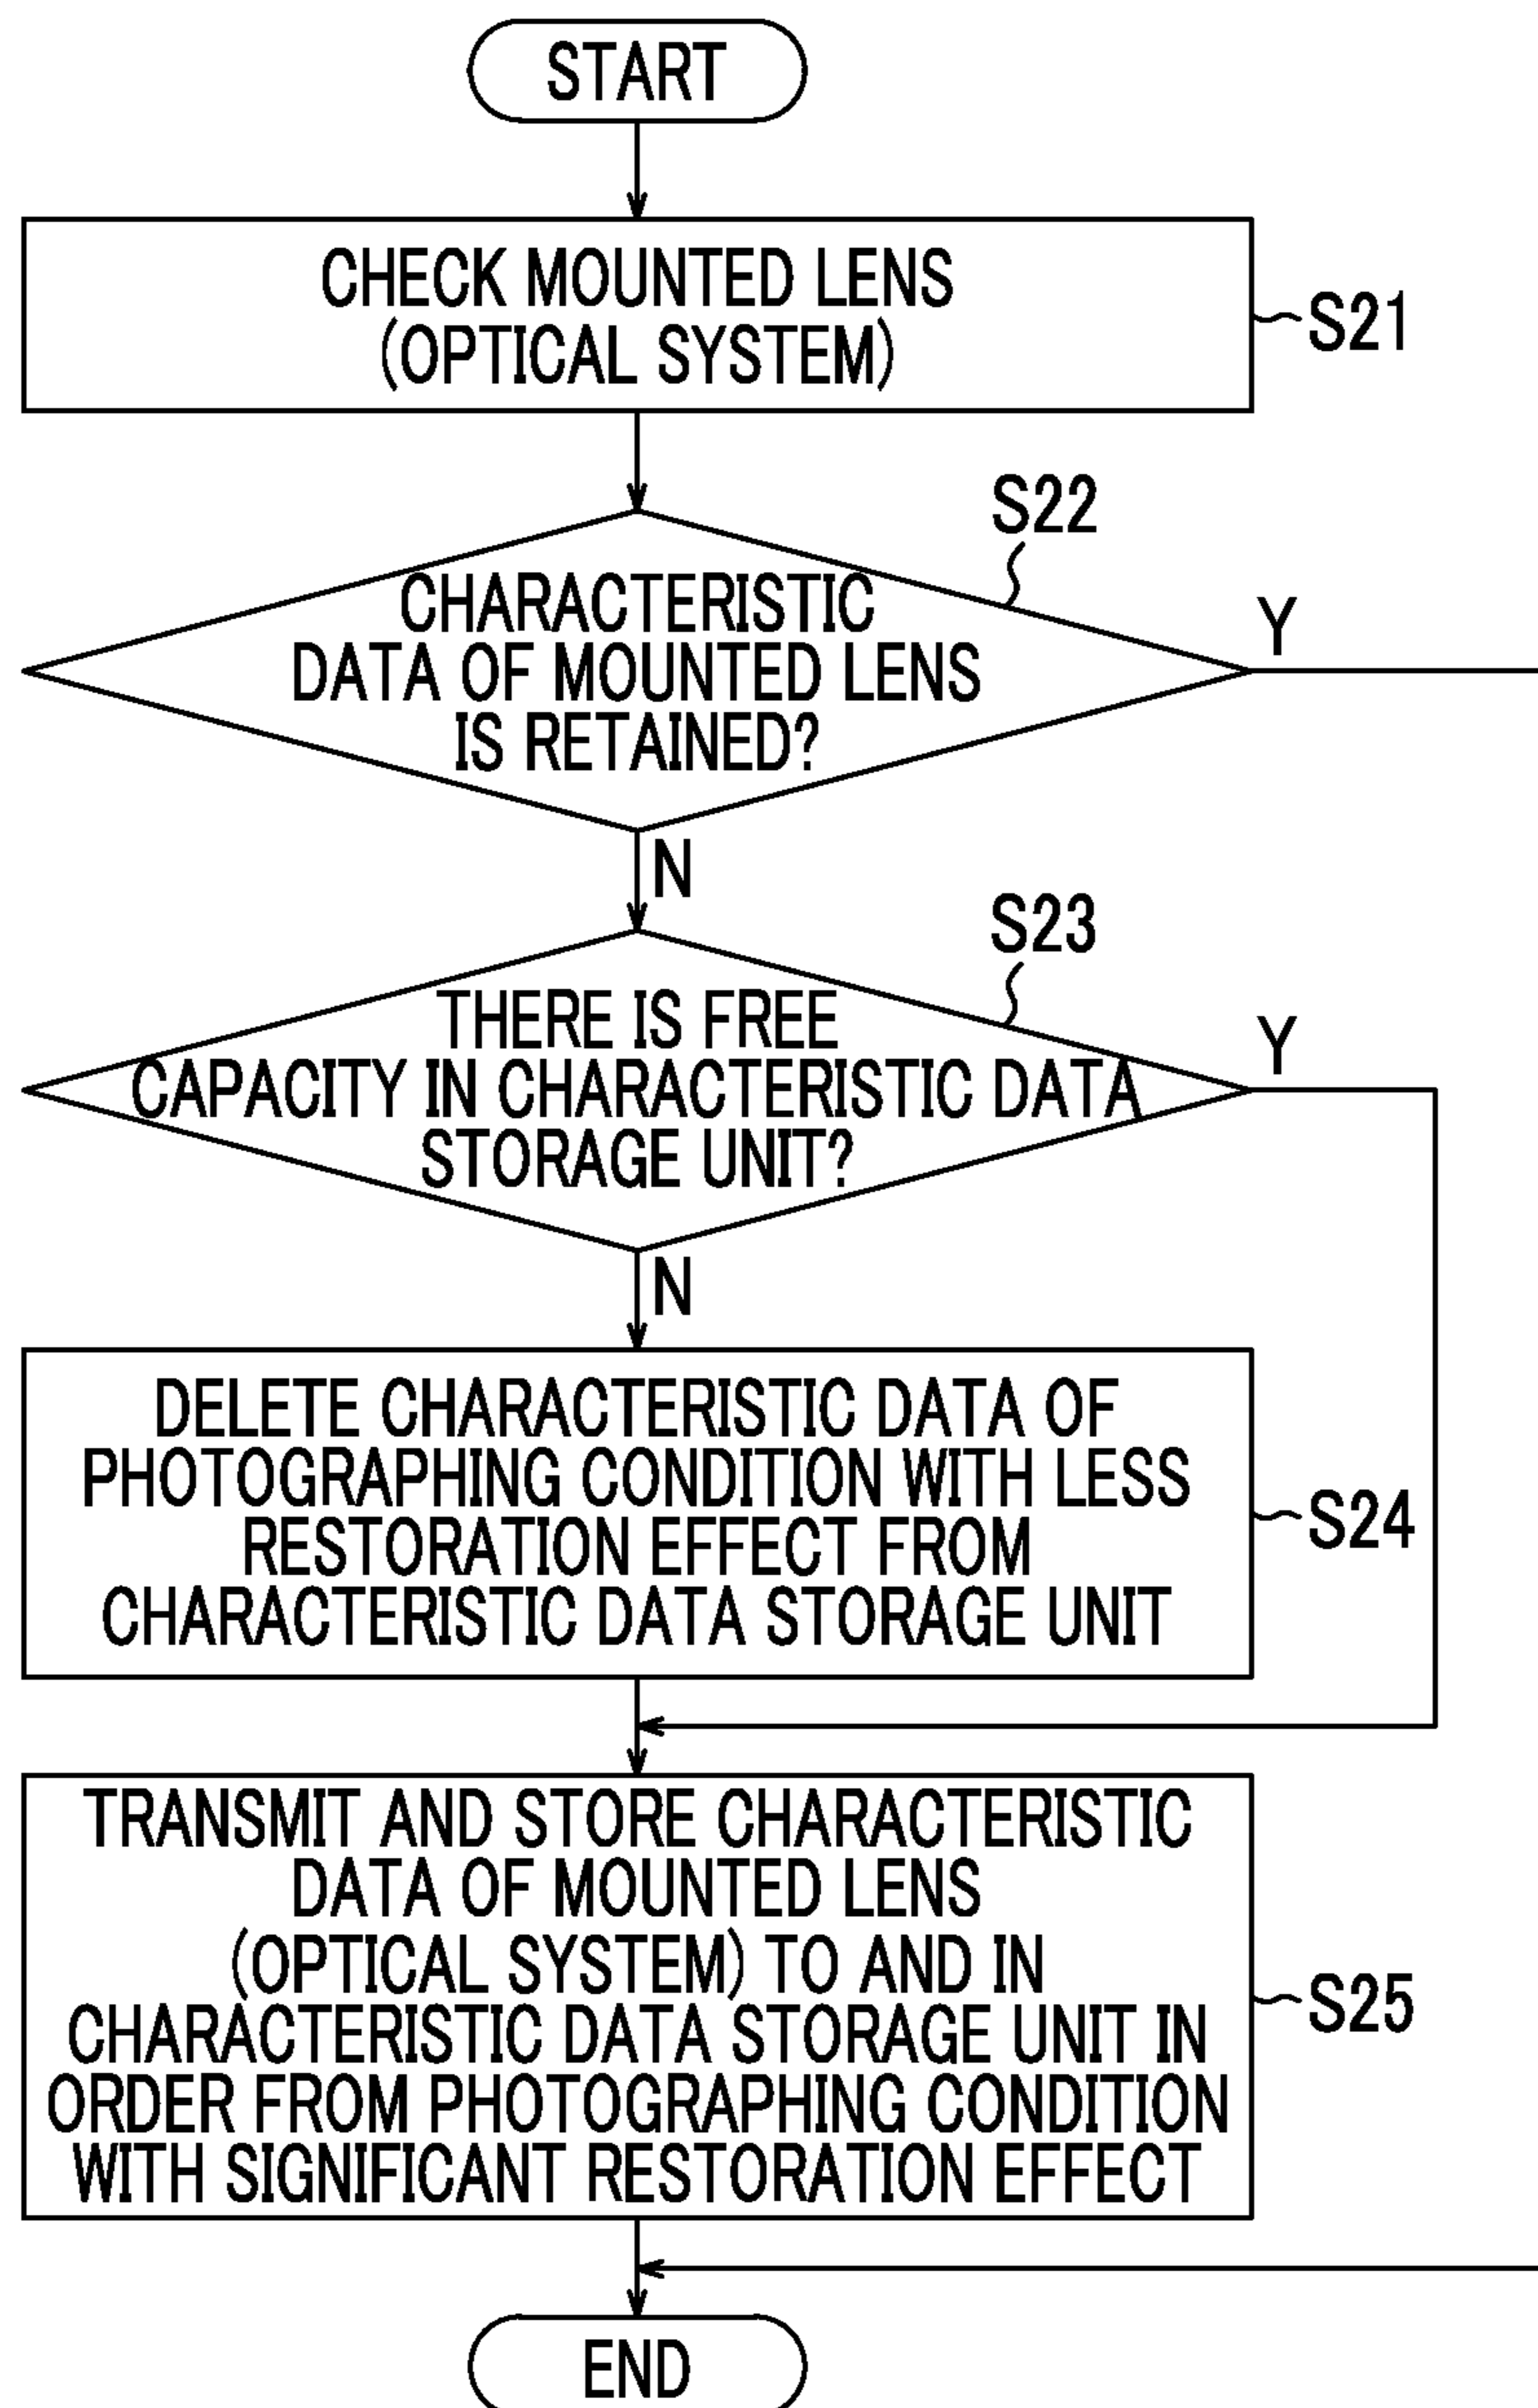 START
CHECK MOUNTED LENS
(OPTICAL SYSTEM)
S21
S22
CHARACTERISTIC
DATA OF MOUNTED LENS
IS RETAINED?
Y
N
S23
THERE IS FREE
CAPACITY IN CHARACTERISTIC DATA
STORAGE UNIT?
Y
N
DELETE CHARACTERISTIC DATA OF
PHOTOGRAPHING CONDITION WITH LESS
RESTORATION EFFECT FROM
CHARACTERISTIC DATA STORAGE UNIT
S24
TRANSMIT AND STORE CHARACTERISTIC
DATA OF MOUNTED LENS
(OPTICAL SYSTEM) TO AND IN
CHARACTERISTIC DATA STORAGE UNIT IN
ORDER FROM PHOTOGRAPHING CONDITION
WITH SIGNIFICANT RESTORATION EFFECT
S25
END